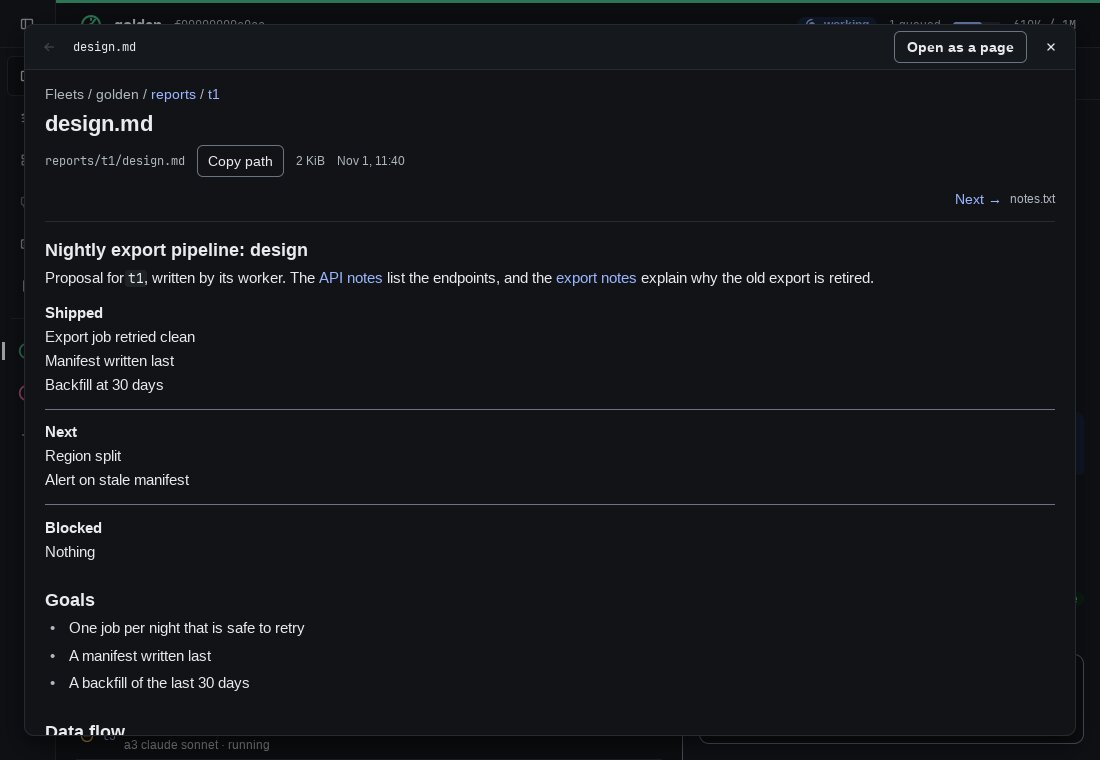 design.md
Open as a page
Fleets / golden / reports / t1
design.md
reports/t1/design.md Copy path 2 KiB Nov 1, 11:40
Next → notes.txt
Nightly export pipeline: design
Proposal for t1, written by its worker. The API notes list the endpoints, and the export notes explain why the old export is retired.
Shipped
Export job retried clean
Manifest written last
Backfill at 30 days
Next
Region split
Alert on stale manifest
Blocked
Nothing
Goals
• One job per night that is safe to retry
• A manifest written last
• A backfill of the last 30 days
Data flow
a3 claude sonnet · running